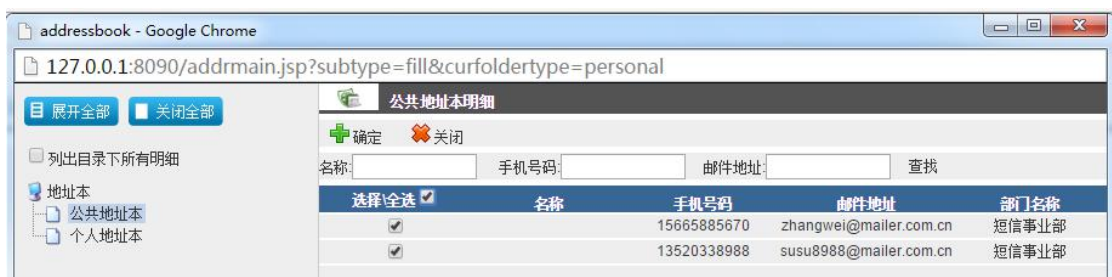 addressbook - Google Chrome
127.0.0.1:8090/addrmain.jsp?subtype=fill&curfoldertype=personal
展开全部 关闭全部
列出目录下所有明细
地址本
公共地址本
个人地址本
公共地址本明细
确定 关闭
名称: 手机号码: 邮件地址: 查找
选择\全选 名称 手机号码 邮件地址 部门名称
15665885670 zhangwei@mailer.com.cn 短信事业部
13520338988 susu8988@mailer.com.cn 短信事业部